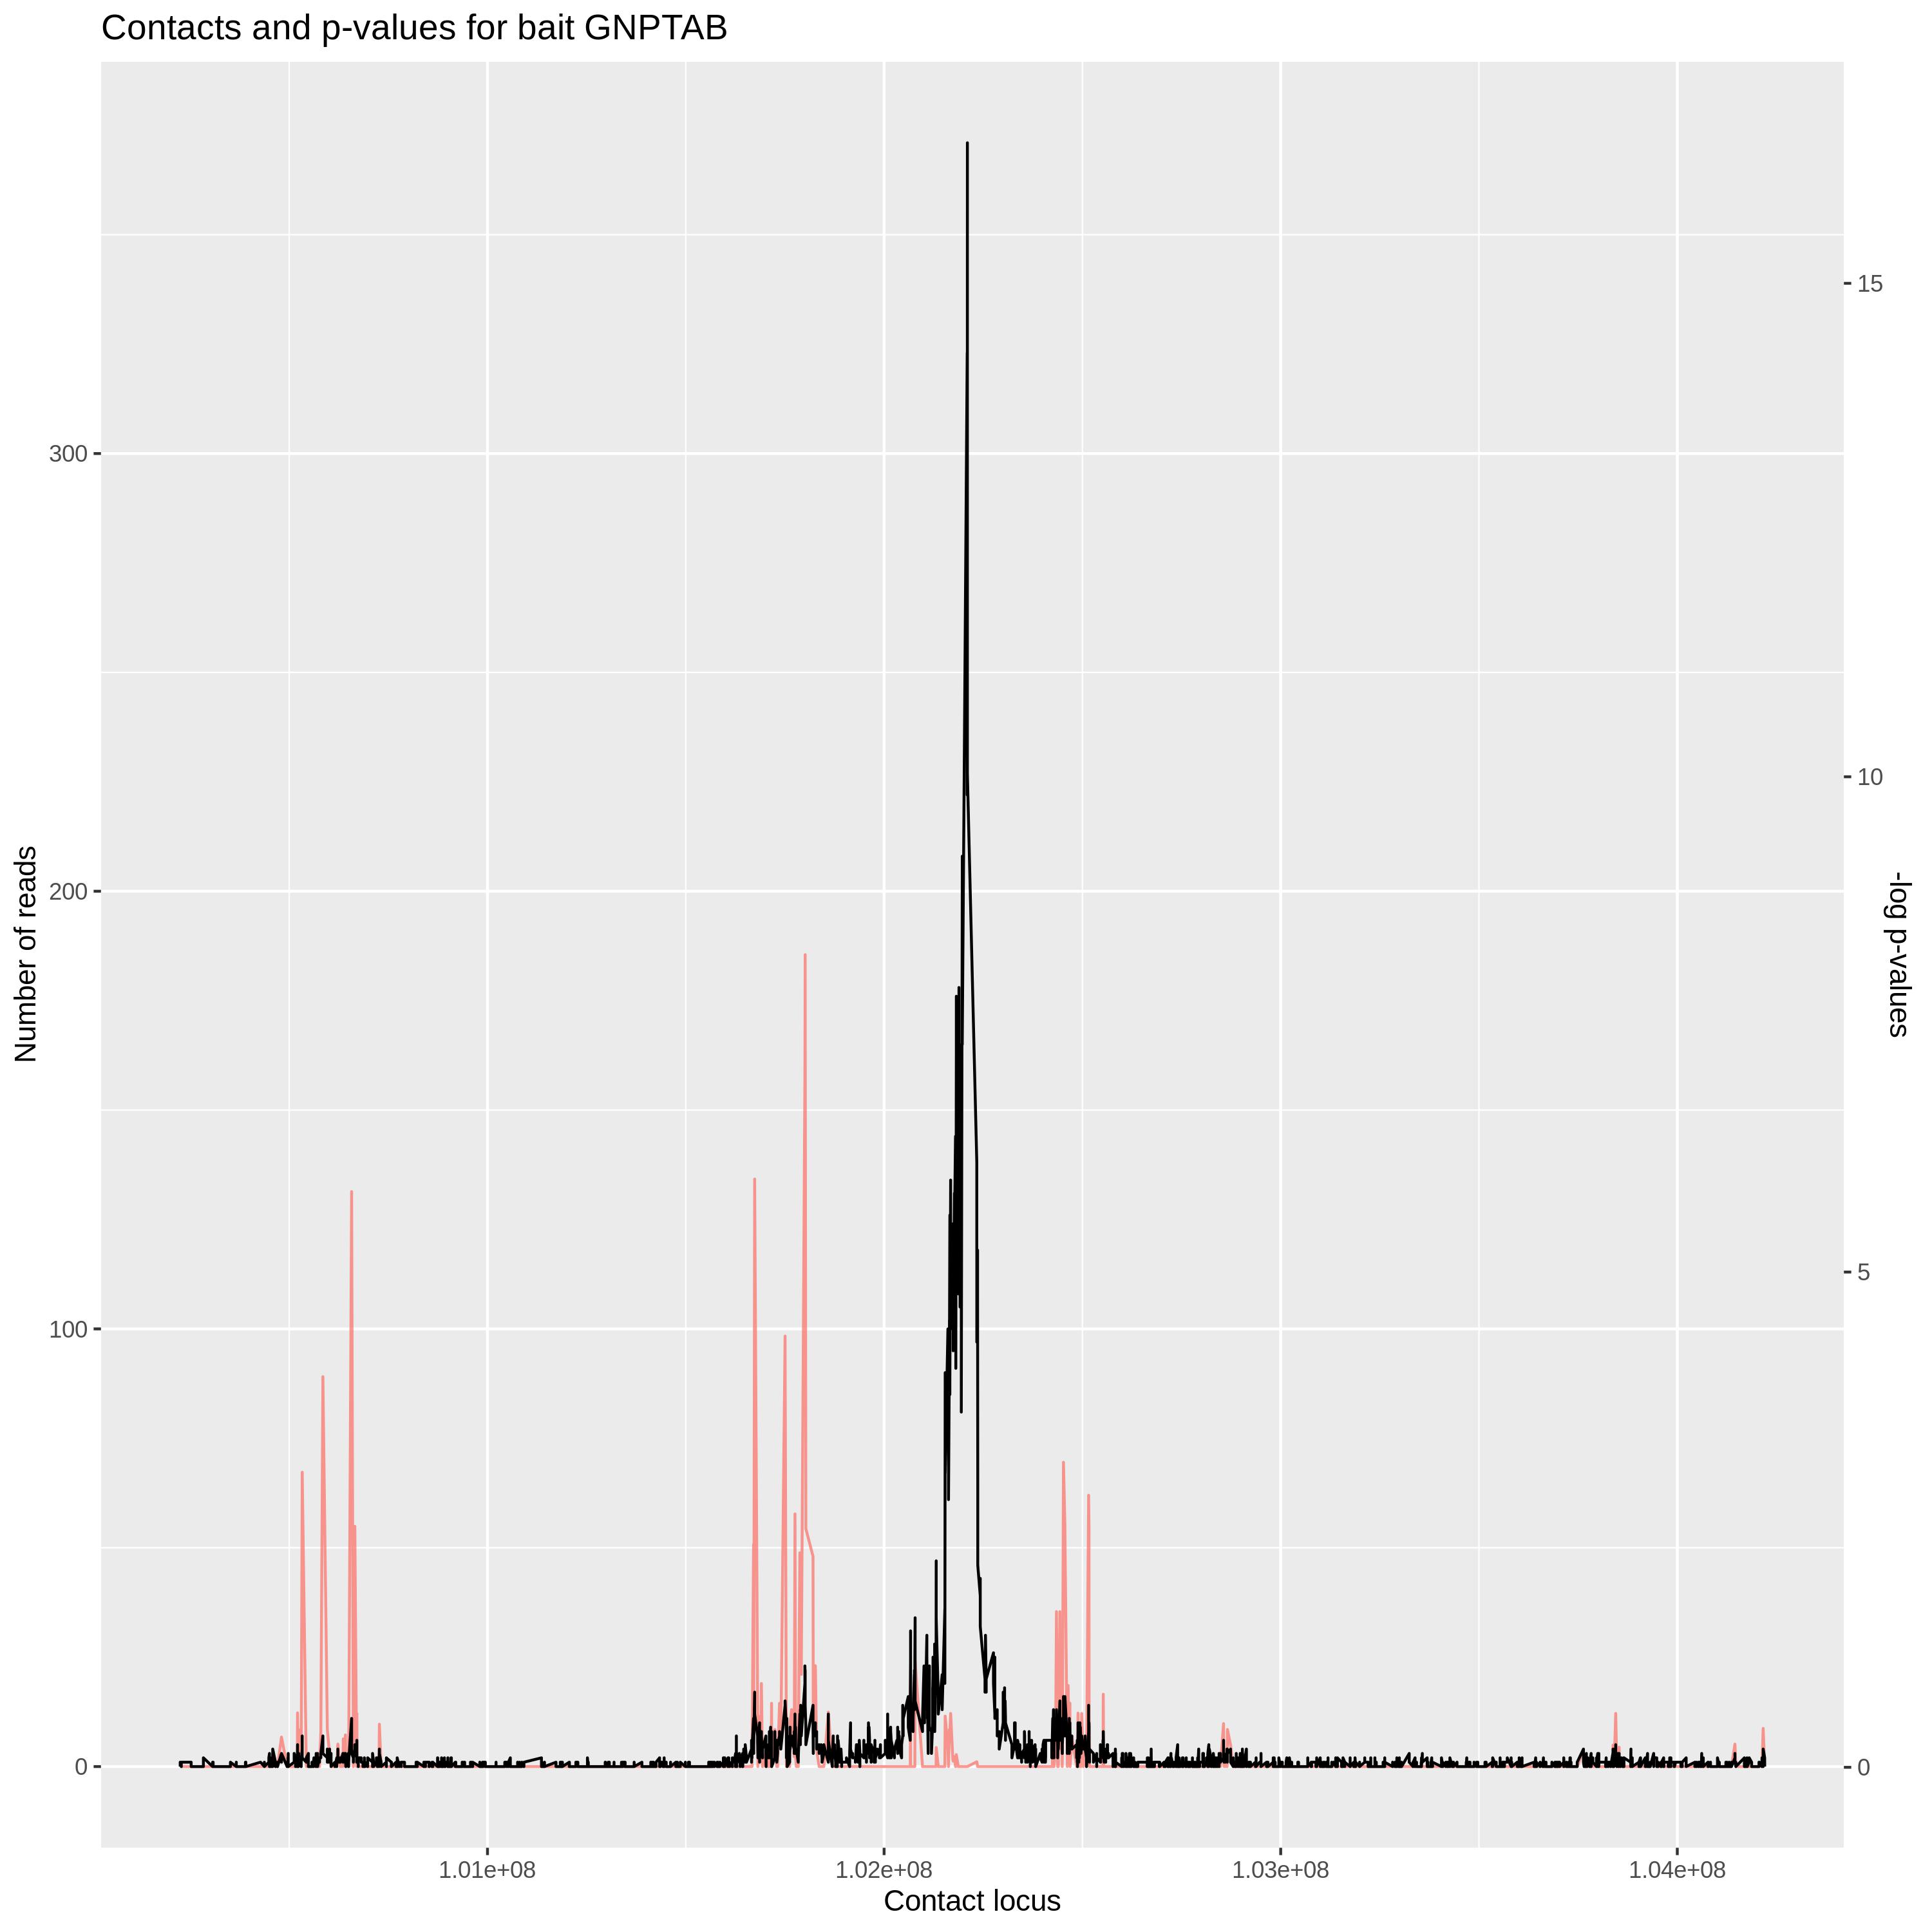 Contacts and p-values for bait GNPTAB
300
200
100
0
15
10
5
0
Number of reads
-log p-values
1.01e+08 1.02e+08 1.03e+08 1.04e+08
Contact locus